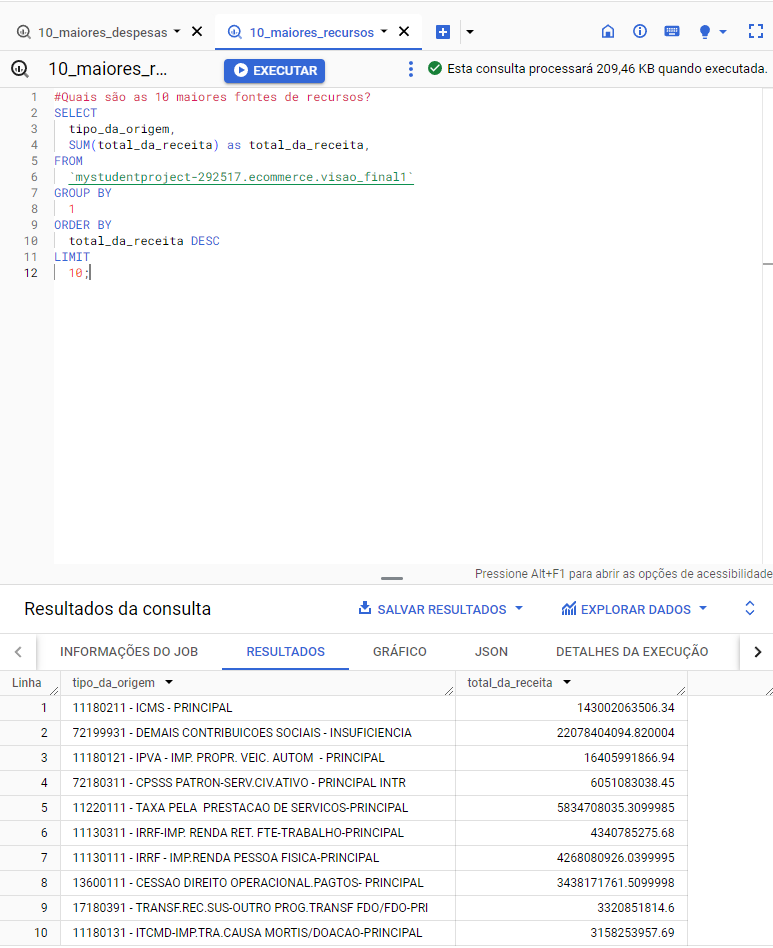 10_maiores_despesas 10_maiores_recursos
10_maiores_r... EXECUTAR Esta consulta processará 209,46 KB quando executada.
1 #Quais são as 10 maiores fontes de recursos?
2 SELECT
3 tipo_da_origem,
4 SUM(total_da_receita) as total_da_receita,
5 FROM
6 `mystudentproject-292517.ecommerce.visao_final1`
7 GROUP BY
8 1
9 ORDER BY
10 total_da_receita DESC
11 LIMIT
12 10;
Pressione Alt+F1 para abrir as opções de acessibilidade
Resultados da consulta SALVAR RESULTADOS EXPLORAR DADOS
INFORMAÇÕES DO JOB RESULTADOS GRÁFICO JSON DETALHES DA EXECUÇÃO
Linha tipo_da_origem total_da_receita
1 11180211 - ICMS - PRINCIPAL 143002063506.34
2 72199931 - DEMAIS CONTRIBUICOES SOCIAIS - INSUFICIENCIA 22078404094.820004
3 11180121 - IPVA - IMP. PROPR. VEIC. AUTOM  - PRINCIPAL 16405991866.94
4 72180311 - CPSSS PATRON-SERV.CIV.ATIVO - PRINCIPAL INTR 6051083038.45
5 11220111 - TAXA PELA  PRESTACAO DE SERVICOS-PRINCIPAL 5834708035.3099985
6 11130311 - IRRF-IMP. RENDA RET. FTE-TRABALHO-PRINCIPAL 4340785275.68
7 11130111 - IRRF - IMP.RENDA PESSOA FISICA-PRINCIPAL 4268080926.0399995
8 13600111 - CESSAO DIREITO OPERACIONAL.PAGTOS- PRINCIPAL 3438171761.5099998
9 17180391 - TRANSF.REC.SUS-OUTRO PROG.TRANSF FDO/FDO-PRI 3320851814.6
10 11180131 - ITCMD-IMP.TRA.CAUSA MORTIS/DOACAO-PRINCIPAL 3158253957.69